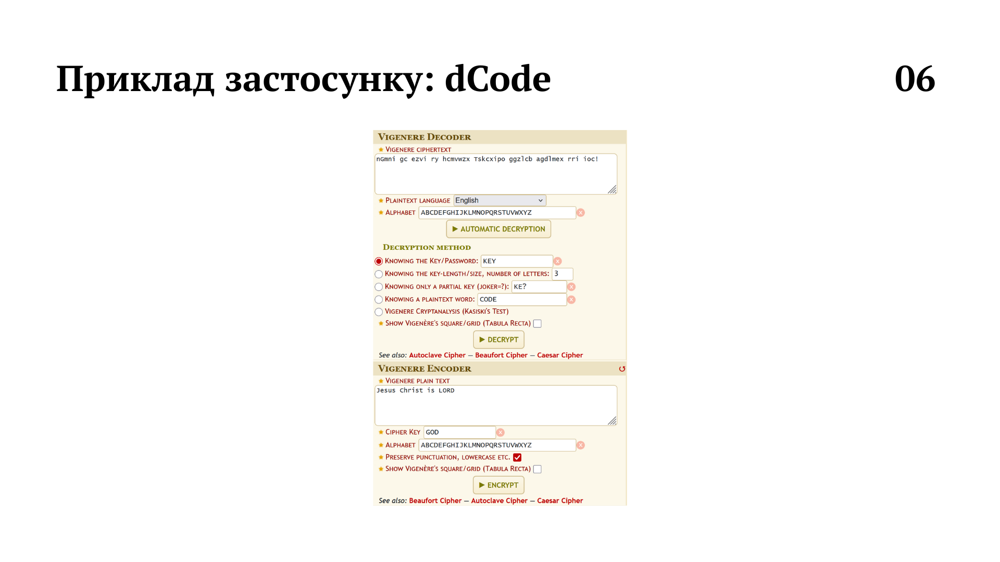 Приклад застосунку: dCode
06
Vigenere Decoder
Vigenere ciphertext
nGmni gc ezvi ry hcmvwzx Tskcxipo ggzlcb agdlmex rri ioc!
Plaintext language English
Alphabet ABCDEFGHIJKLMNOPQRSTUVWXYZ x
▶ AUTOMATIC DECRYPTION
Decryption method
Knowing the Key/Password: KEY x
Knowing the key-length/size, number of letters: 3
Knowing only a partial key (joker=?): KE? x
Knowing a plaintext word: CODE x
Vigenere Cryptanalysis (Kasiski's Test)
Show Vigenère's square/grid (Tabula Recta)
▶ DECRYPT
See also: Autoclave Cipher — Beaufort Cipher — Caesar Cipher
Vigenere Encoder ↺
Vigenere plain text
Jesus Christ is LORD
Cipher Key GOD x
Alphabet ABCDEFGHIJKLMNOPQRSTUVWXYZ x
Preserve punctuation, lowercase etc.
Show Vigenère's square/grid (Tabula Recta)
▶ ENCRYPT
See also: Beaufort Cipher — Autoclave Cipher — Caesar Cipher